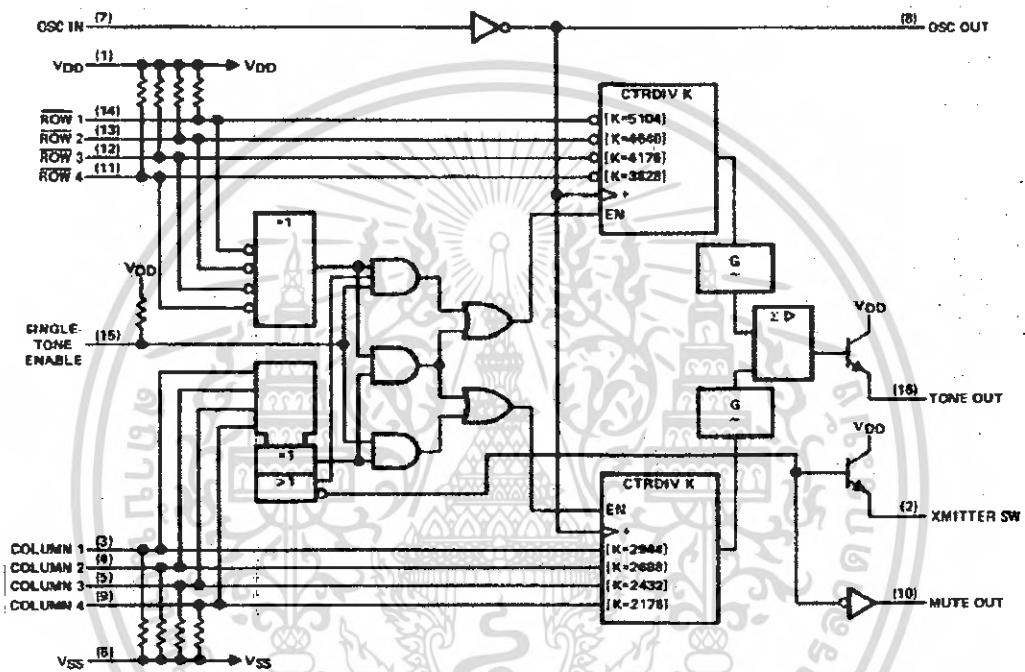 OSC IN (7)
(8) OSC OUT
VDD (1) VDD
ROW 1 (14)
ROW 2 (13)
ROW 3 (12)
ROW 4 (11)
CTRDIV K
[K=5104]
[K=4640]
[K=4176]
[K=3828]
+
EN
=1
VDD
SINGLE-
TONE (15)
ENABLE
G
~
Σ ▷
VDD
(16)
TONE OUT
G
~
VDD
=1
>1
(2) XMITTER SW
CTRDIV K
EN
+
[K=2944]
[K=2688]
[K=2432]
[K=2176]
COLUMN 1 (3)
COLUMN 2 (4)
COLUMN 3 (5)
COLUMN 4 (9)
(10) MUTE OUT
VSS (6) VSS